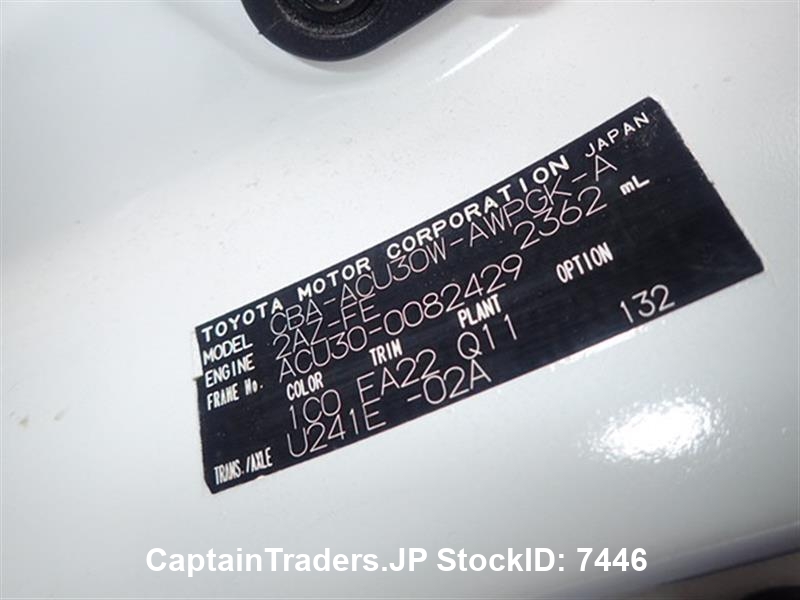 TOYOTA MOTOR CORPORATION JAPAN
MODEL CBA-ACU30W-AWPGK-A
ENGINE 2AZ-FE 2362 mL
FRAME No. ACU30-0082429
COLOR TRIM PLANT OPTION
1C0 FA22 Q11 132
TRANS./AXLE U241E -02A
CaptainTraders.JP StockID: 7446